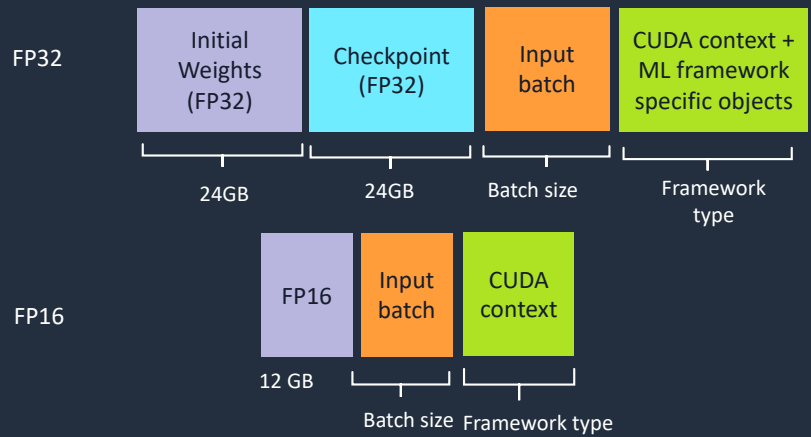 FP32
Initial
Weights
(FP32)
Checkpoint
(FP32)
Input
batch
CUDA context +
ML framework
specific objects
24GB
24GB
Batch size
Framework
type
FP16
FP16
Input
batch
CUDA
context
12 GB
Batch size
Framework type